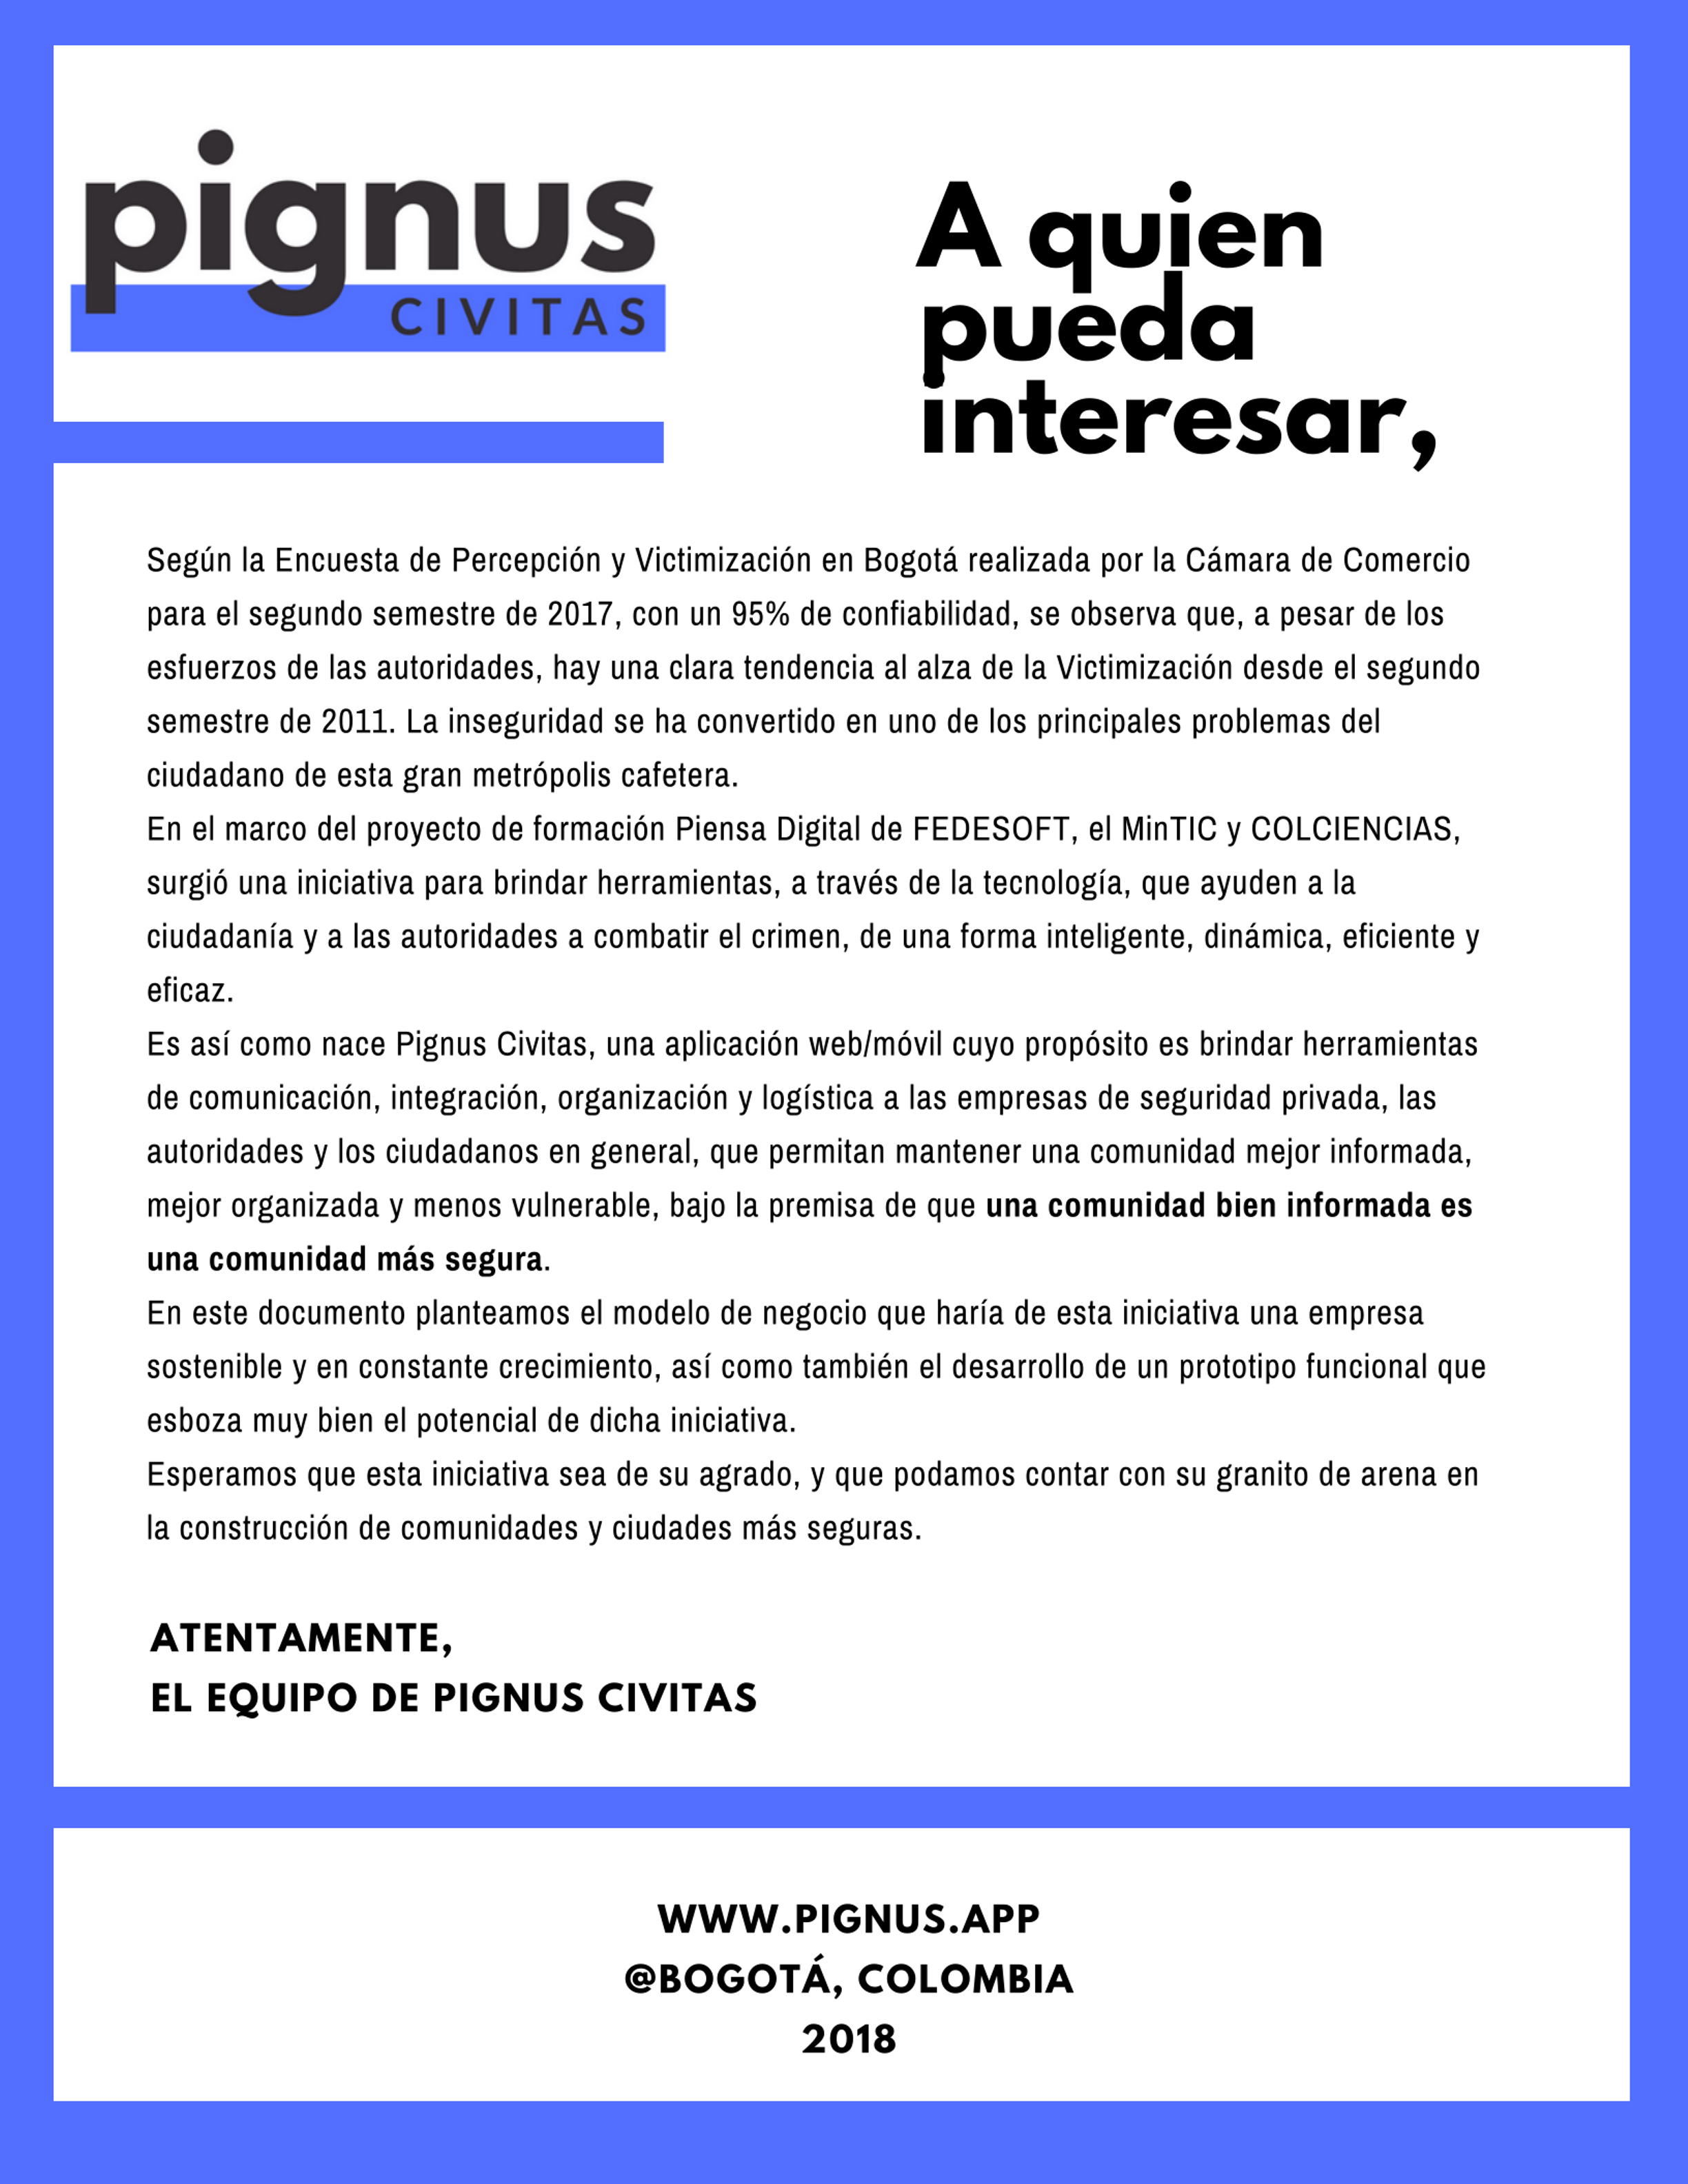 pignus
CIVITAS
A quien
pueda
interesar,
Según la Encuesta de Percepción y Victimización en Bogotá realizada por la Cámara de Comercio
para el segundo semestre de 2017, con un 95% de confiabilidad, se observa que, a pesar de los
esfuerzos de las autoridades, hay una clara tendencia al alza de la Victimización desde el segundo
semestre de 2011. La inseguridad se ha convertido en uno de los principales problemas del
ciudadano de esta gran metrópolis cafetera.
En el marco del proyecto de formación Piensa Digital de FEDESOFT, el MinTIC y COLCIENCIAS,
surgió una iniciativa para brindar herramientas, a través de la tecnología, que ayuden a la
ciudadanía y a las autoridades a combatir el crimen, de una forma inteligente, dinámica, eficiente y
eficaz.
Es así como nace Pignus Civitas, una aplicación web/móvil cuyo propósito es brindar herramientas
de comunicación, integración, organización y logística a las empresas de seguridad privada, las
autoridades y los ciudadanos en general, que permitan mantener una comunidad mejor informada,
mejor organizada y menos vulnerable, bajo la premisa de que una comunidad bien informada es
una comunidad más segura.
En este documento planteamos el modelo de negocio que haría de esta iniciativa una empresa
sostenible y en constante crecimiento, así como también el desarrollo de un prototipo funcional que
esboza muy bien el potencial de dicha iniciativa.
Esperamos que esta iniciativa sea de su agrado, y que podamos contar con su granito de arena en
la construcción de comunidades y ciudades más seguras.
ATENTAMENTE,
EL EQUIPO DE PIGNUS CIVITAS
WWW.PIGNUS.APP
@BOGOTÁ, COLOMBIA
2018